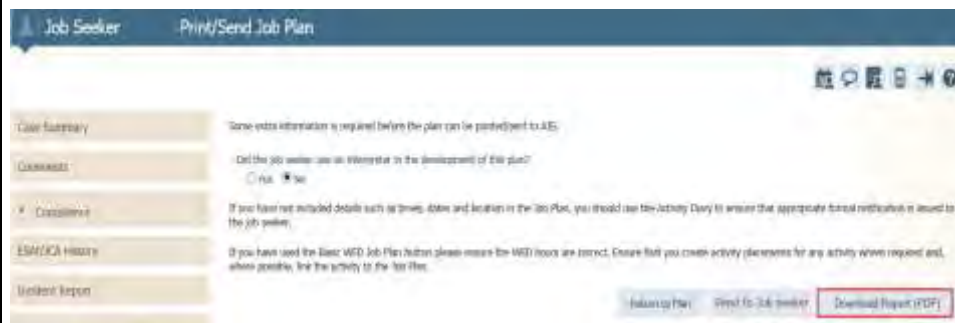 Job Seeker
Print/Send Job Plan
Case Summary
Some extra information is required before the plan can be printed/sent to
Did the job seeker use an interpreter in the development of this plan?
Comments
Yes No
Compliance
If you have not included details such as times, dates and location in the Job Plan, you should use the Activity Diary to ensure that appropriate formal notification is issued to
the job seeker.
ESAt/JCA History
If you have used the Basic WFD Job Plan button please ensure the WFD hours are correct. Ensure that you create activity placements for any activity where required and,
where possible, link the activity to the Job Plan.
Incident Report
Return to Plan
Send to Job Seeker
Download Report (PDF)